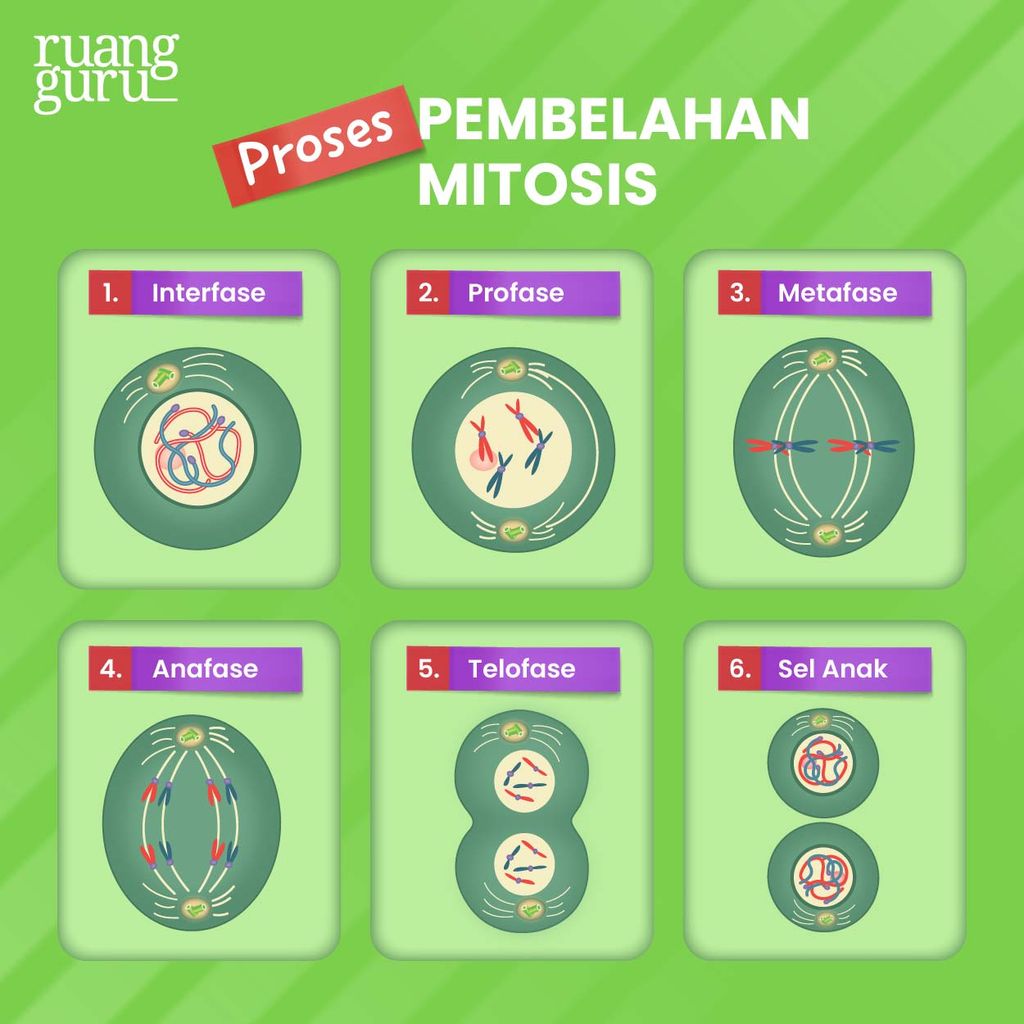 ruang
guru
Proses
PEMBELAHAN
MITOSIS
1. Interfase
2. Profase
3. Metafase
4. Anafase
5. Telofase
6. Sel Anak